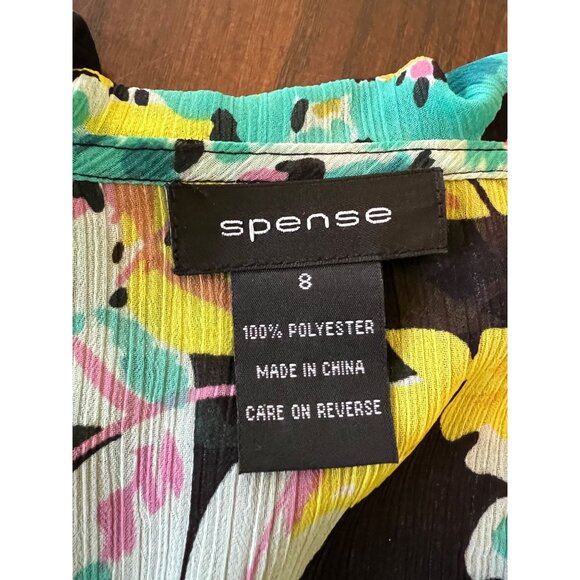 spense
8
100% POLYESTER
MADE IN CHINA
CARE ON REVERSE